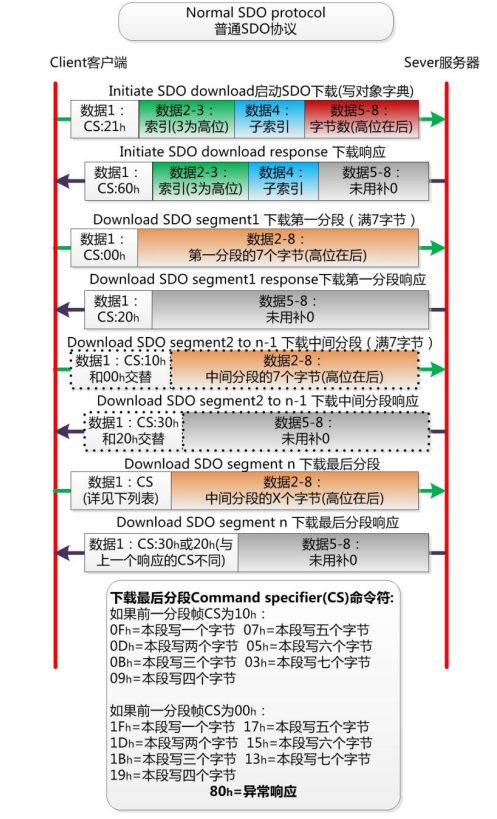 Normal SDO protocol
普通SDO协议
Client客户端
Sever服务器
Initiate SDO download启动SDO下载(写对象字典)
数据1：
CS:21h
数据2-3：
索引(3为高位)
数据4：
子索引
数据5-8：
字节数(高位在后)
Initiate SDO download response 下载响应
数据1：
CS:60h
数据2-3：
索引(3为高位)
数据4：
子索引
数据5-8：
未用补0
Download SDO segment1 下载第一分段（满7字节）
数据1：
CS:00h
数据2-8：
第一分段的7个字节(高位在后)
Download SDO segment1 response下载第一分段响应
数据1：
CS:20h
数据5-8：
未用补0
Download SDO segment2 to n-1 下载中间分段（满7字节）
数据1：CS:10h
和00h交替
数据2-8：
中间分段的7个字节(高位在后)
Download SDO segment2 to n-1 下载中间分段响应
数据1：CS:30h
和20h交替
数据5-8：
未用补0
Download SDO segment n 下载最后分段
数据1：CS
(详见下列表)
数据2-8：
中间分段的X个字节(高位在后)
Download SDO segment n 下载最后分段响应
数据1：CS:30h或20h(与
上一个响应的CS不同)
数据5-8：
未用补0
下载最后分段Command specifier(CS)命令符:
如果前一分段帧CS为10h：
0Fh=本段写一个字节 07h=本段写五个字节
0Dh=本段写两个字节 05h=本段写六个字节
0Bh=本段写三个字节 03h=本段写七个字节
09h=本段写四个字节
如果前一分段帧CS为00h：
1Fh=本段写一个字节 17h=本段写五个字节
1Dh=本段写两个字节 15h=本段写六个字节
1Bh=本段写三个字节 13h=本段写七个字节
19h=本段写四个字节
80h=异常响应